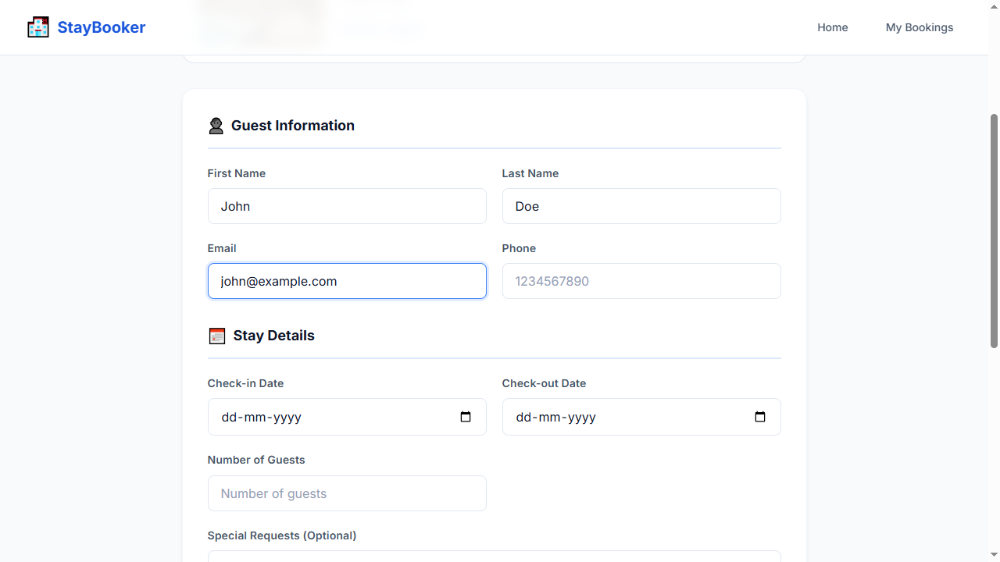 StayBooker
Home
My Bookings
Guest Information
First Name
Last Name
John
Doe
Email
Phone
john@example.com
1234567890
Stay Details
Check-in Date
Check-out Date
dd-mm-yyyy
dd-mm-yyyy
Number of Guests
Number of guests
Special Requests (Optional)